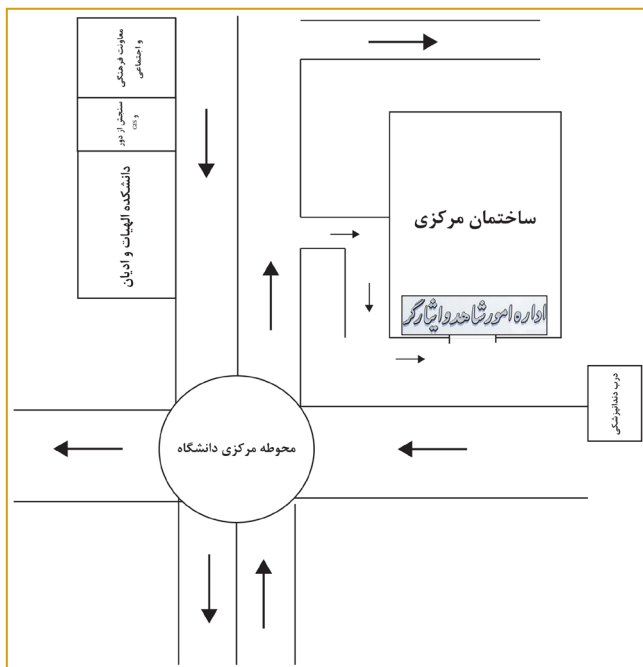 معاونت فرهنگی
و اجتماعی
سنجش از دور
و GIS
دانشکده الهیات و ادیان
ساختمان مرکزی
اداره امور شاهد و ایثارگر
درب دندانپزشکی
محوطه مرکزی دانشگاه